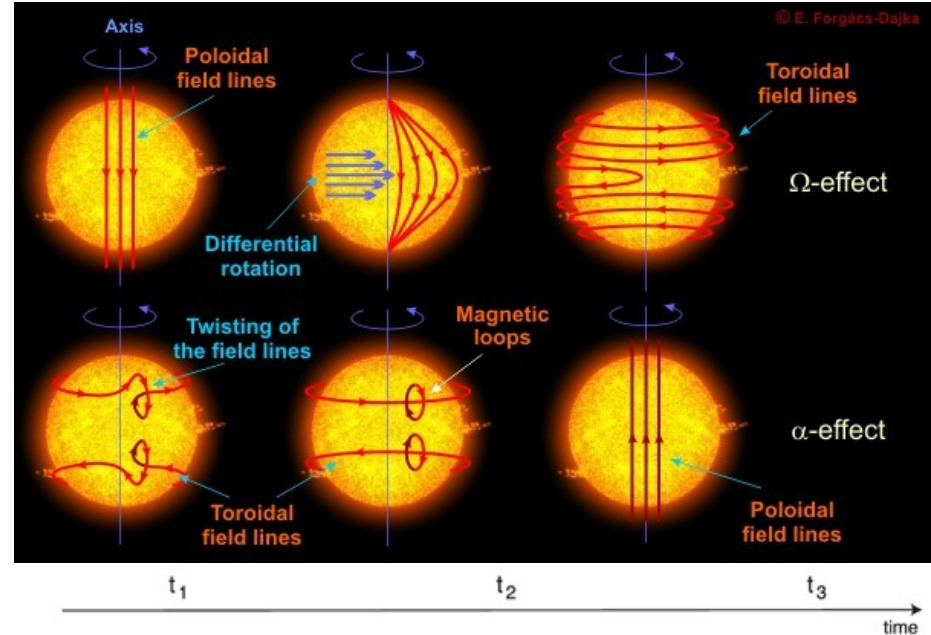 © E. Forgács-Dajka
Axis
Poloidal
field lines
Differential
rotation
Toroidal
field lines
Ω-effect
Twisting of
the field lines
Magnetic
loops
Toroidal
field lines
α-effect
Poloidal
field lines
t1 t2 t3
time